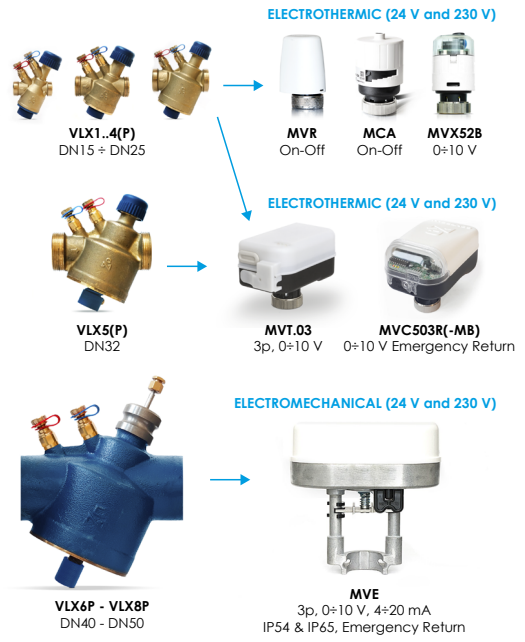 ELECTROTHERMIC (24 V and 230 V)
VLX1..4(P)
DN15 ÷ DN25
MVR
On-Off
MCA
On-Off
MVX52B
0÷10 V
ELECTROTHERMIC (24 V and 230 V)
VLX5(P)
DN32
MVT.03
3p, 0÷10 V
MVC503R(-MB)
0÷10 V Emergency Return
ELECTROMECHANICAL (24 V and 230 V)
VLX6P - VLX8P
DN40 - DN50
MVE
3p, 0÷10 V, 4÷20 mA
IP54 & IP65, Emergency Return